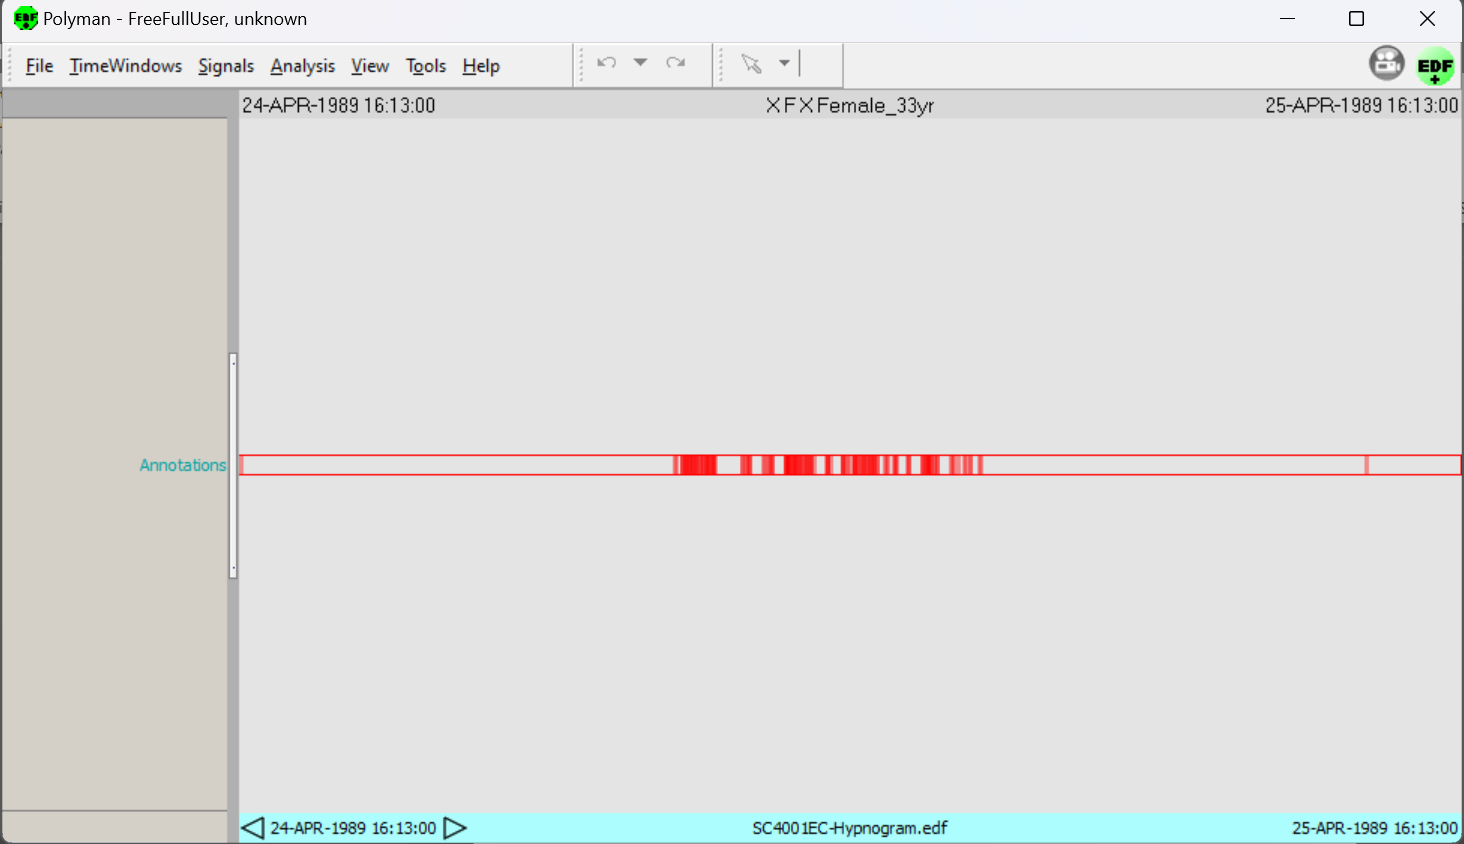 Polyman - FreeFullUser, unknown
File TimeWindows Signals Analysis View Tools Help
EDF
24-APR-1989 16:13:00 X F X Female_33yr 25-APR-1989 16:13:00
Annotations
24-APR-1989 16:13:00 SC4001EC-Hypnogram.edf 25-APR-1989 16:13:00